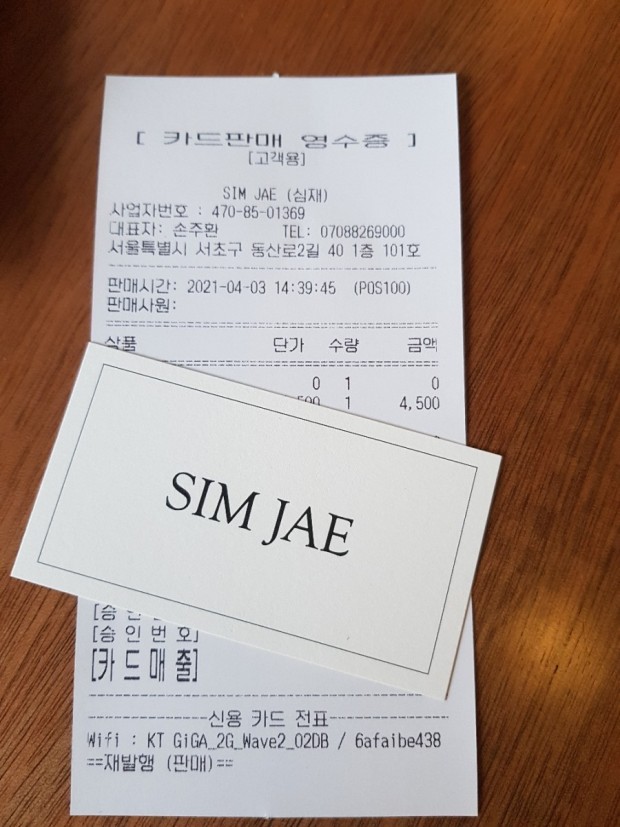 [ 카드판매 영수증 ]
[고객용]
SIM JAE (심재)
사업자번호 : 470-85-01369
대표자: 손주환 TEL: 07088269000
서울특별시 서초구 동산로2길 40 1층 101호
판매시간: 2021-04-03 14:39:45 (POS100)
판매사원:
상품 단가 수량 금액
0 1 0
500 1 4,500
SIM JAE
[승 인 번 호]
[카드매출]
신용 카드 전표
Wifi : KT GiGA_2G_Wave2_02DB / 6afaibe438
==재발행 (판매)==